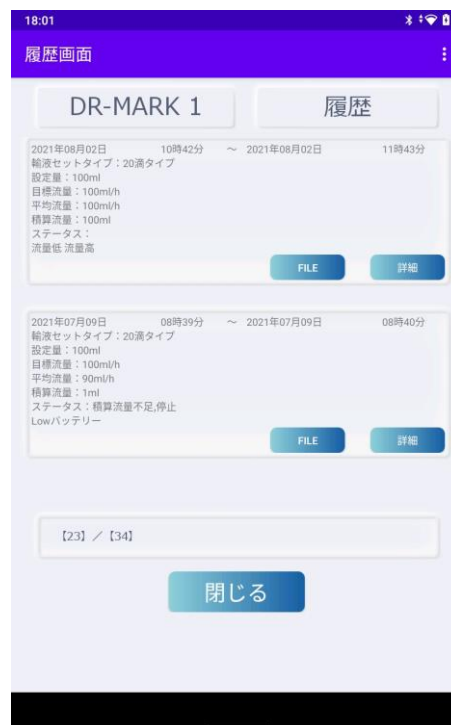 18:01
履歴画面
DR-MARK 1 履歴
2021年08月02日 10時42分 ～ 2021年08月02日 11時43分
輸液セットタイプ：20滴タイプ
設定量：100ml
目標流量：100ml/h
平均流量：100ml/h
積算流量：100ml
ステータス：
流量低 流量高
FILE 詳細
2021年07月09日 08時39分 ～ 2021年07月09日 08時40分
輸液セットタイプ：20滴タイプ
設定量：100ml
目標流量：100ml/h
平均流量：90ml/h
積算流量：1ml
ステータス：積算流量不足,停止
Lowバッテリー
FILE 詳細
【23】／【34】
閉じる